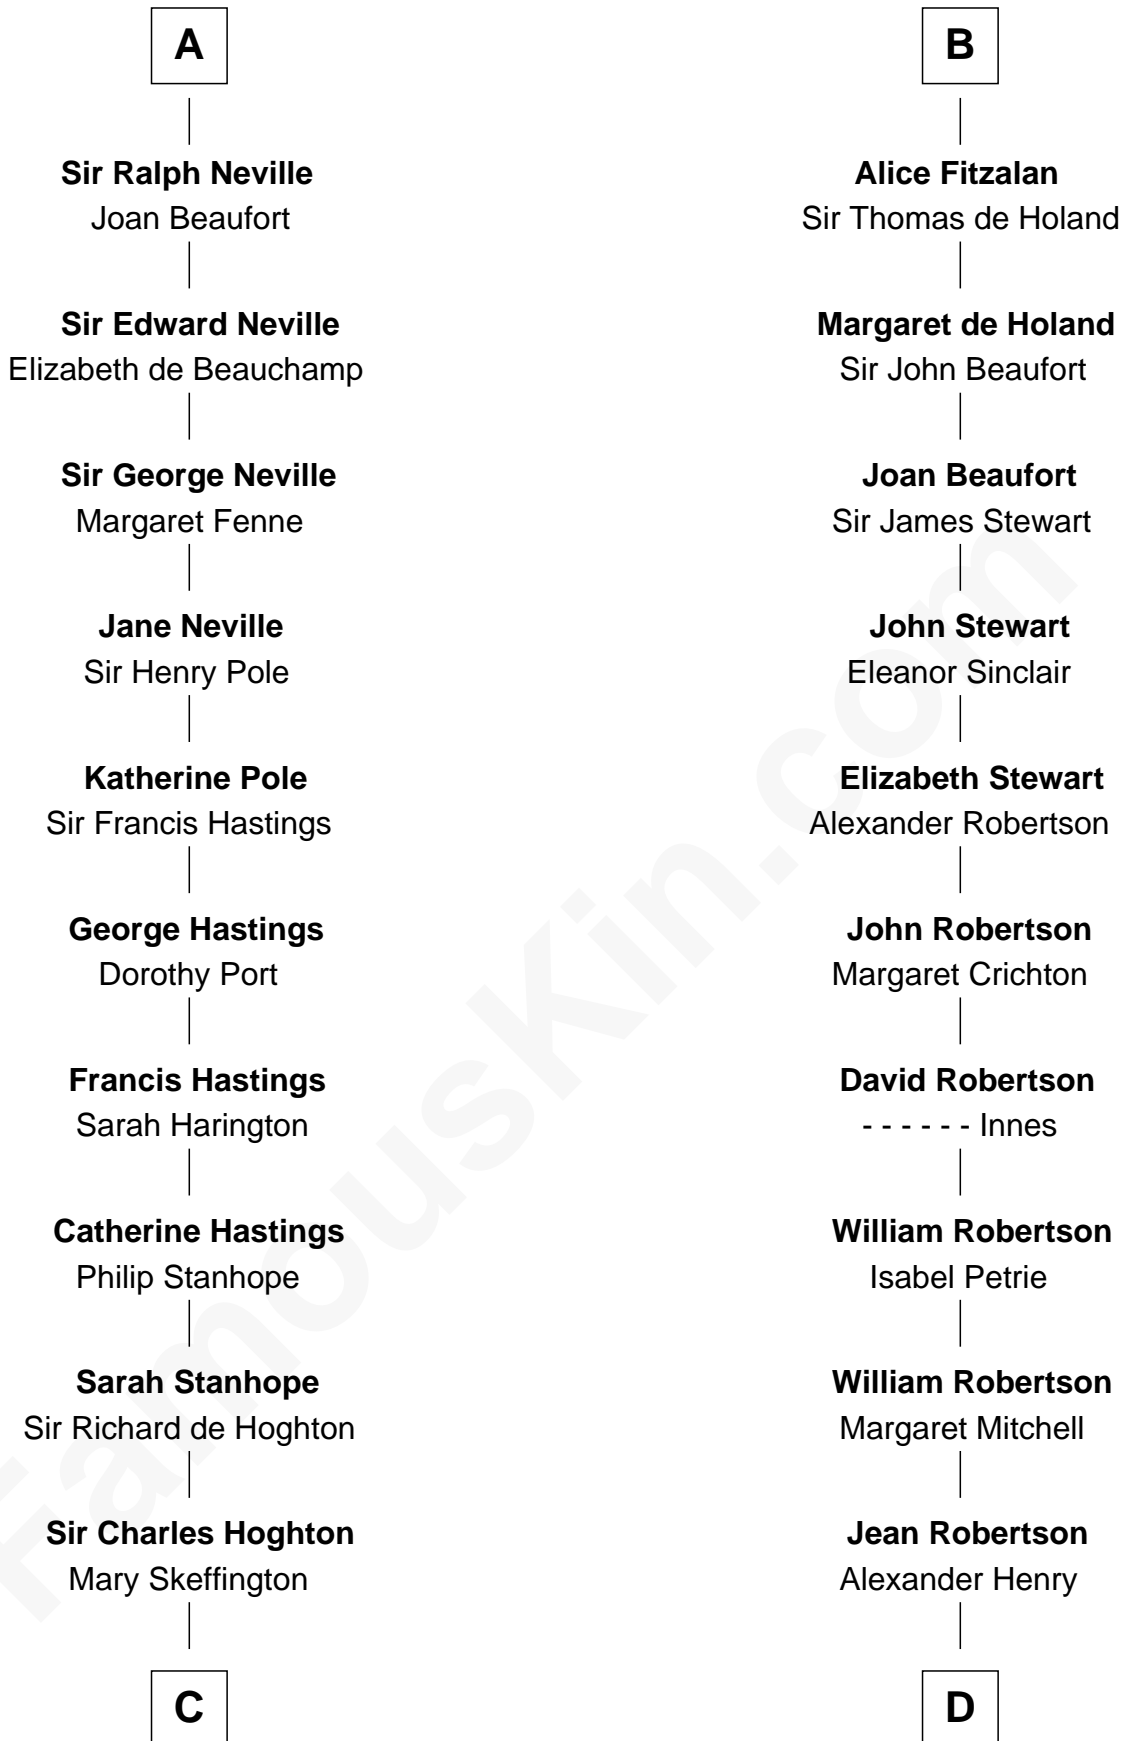 A
Sir Ralph Neville
Joan Beaufort
Sir Edward Neville
Elizabeth de Beauchamp
Sir George Neville
Margaret Fenne
Jane Neville
Sir Henry Pole
Katherine Pole
Sir Francis Hastings
George Hastings
Dorothy Port
Francis Hastings
Sarah Harington
Catherine Hastings
Philip Stanhope
Sarah Stanhope
Sir Richard de Hoghton
Sir Charles Hoghton
Mary Skeffington
C
B
Alice Fitzalan
Sir Thomas de Holand
Margaret de Holand
Sir John Beaufort
Joan Beaufort
Sir James Stewart
John Stewart
Eleanor Sinclair
Elizabeth Stewart
Alexander Robertson
John Robertson
Margaret Crichton
David Robertson
- - - - - - Innes
William Robertson
Isabel Petrie
William Robertson
Margaret Mitchell
Jean Robertson
Alexander Henry
D
FamousKin.com